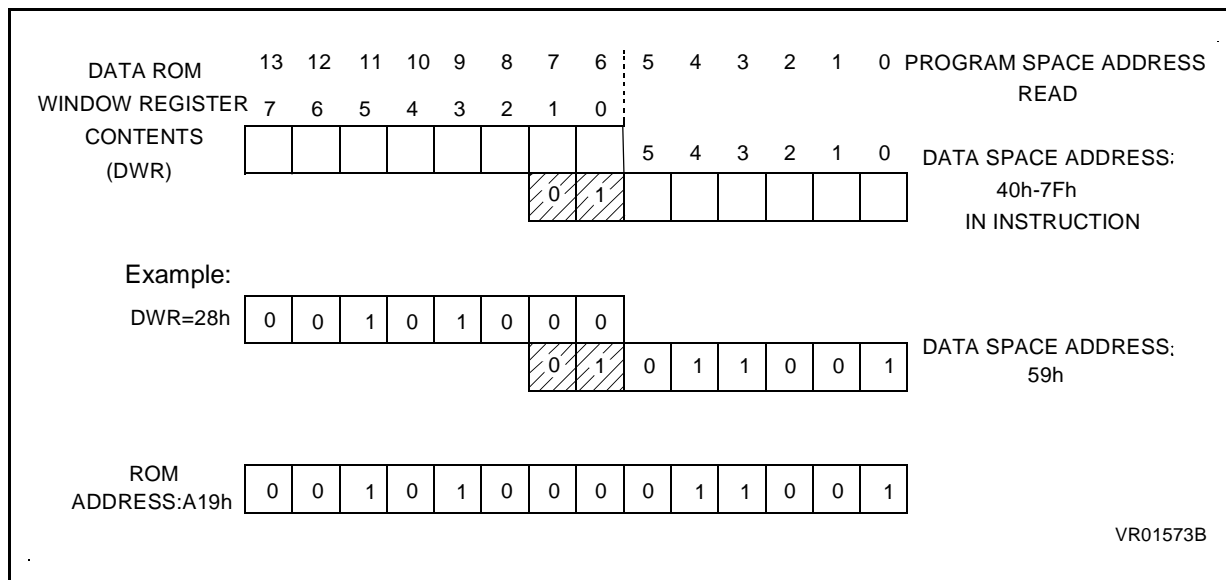 13 12 11 10 9 8 7 6 5 4 3 2 1 0 PROGRAM SPACE ADDRESS
READ
DATA ROM
WINDOW REGISTER 7 6 5 4 3 2 1 0
CONTENTS
(DWR)
5 4 3 2 1 0 DATA SPACE ADDRESS:
40h-7Fh
IN INSTRUCTION
0 1
Example:
DWR=28h 0 0 1 0 1 0 0 0
0 1 0 1 1 0 0 1 DATA SPACE ADDRESS:
59h
ROM
ADDRESS:A19h 0 0 1 0 1 0 0 0 0 1 1 0 0 1
VR01573B